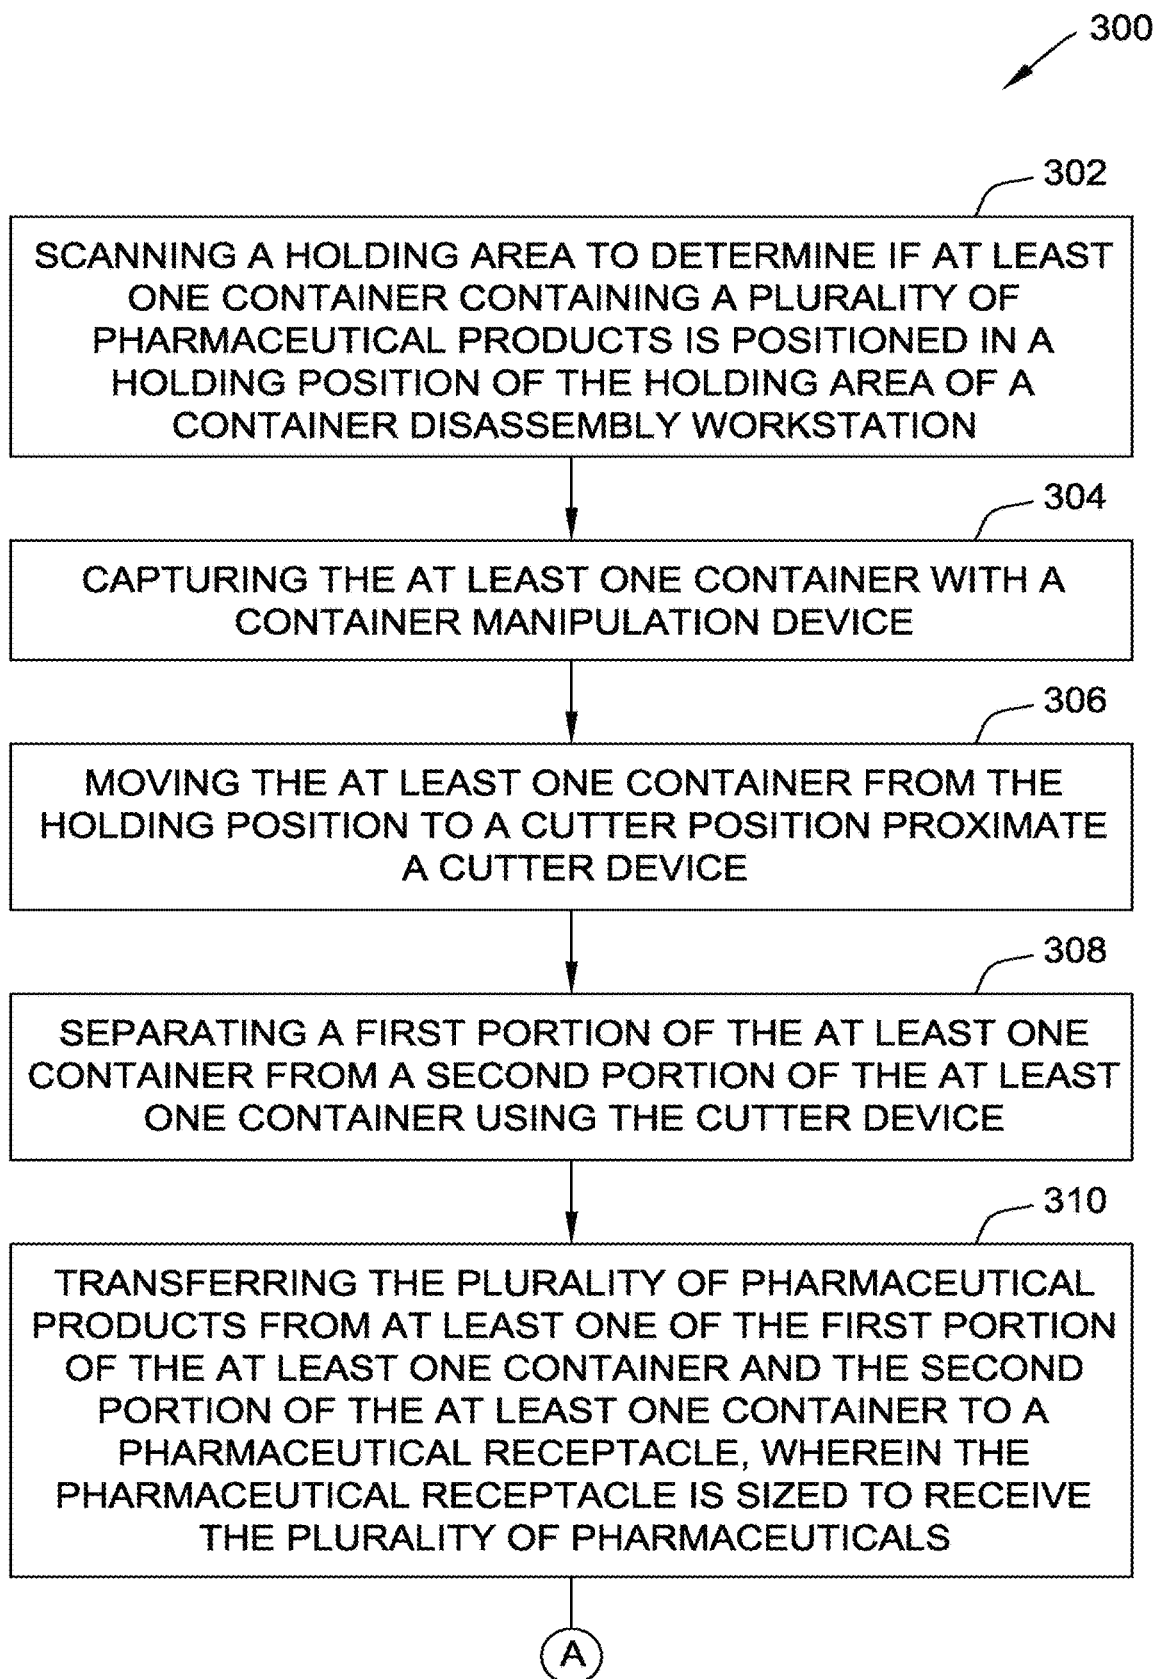 300
302
SCANNING A HOLDING AREA TO DETERMINE IF AT LEAST
ONE CONTAINER CONTAINING A PLURALITY OF
PHARMACEUTICAL PRODUCTS IS POSITIONED IN A
HOLDING POSITION OF THE HOLDING AREA OF A
CONTAINER DISASSEMBLY WORKSTATION
304
CAPTURING THE AT LEAST ONE CONTAINER WITH A
CONTAINER MANIPULATION DEVICE
306
MOVING THE AT LEAST ONE CONTAINER FROM THE
HOLDING POSITION TO A CUTTER POSITION PROXIMATE
A CUTTER DEVICE
308
SEPARATING A FIRST PORTION OF THE AT LEAST ONE
CONTAINER FROM A SECOND PORTION OF THE AT LEAST
ONE CONTAINER USING THE CUTTER DEVICE
310
TRANSFERRING THE PLURALITY OF PHARMACEUTICAL
PRODUCTS FROM AT LEAST ONE OF THE FIRST PORTION
OF THE AT LEAST ONE CONTAINER AND THE SECOND
PORTION OF THE AT LEAST ONE CONTAINER TO A
PHARMACEUTICAL RECEPTACLE, WHEREIN THE
PHARMACEUTICAL RECEPTACLE IS SIZED TO RECEIVE
THE PLURALITY OF PHARMACEUTICALS
A